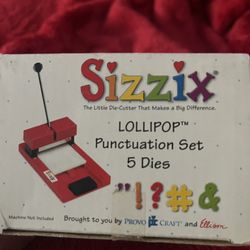 Sizzix
The Little Die-Cutter That Makes a Big Difference.
LOLLIPOP™
Punctuation Set
5 Dies
"!?#&
Machine Not Included
Brought to you by PROVO CRAFT and Ellison